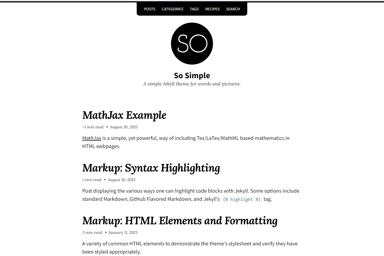 POSTS CATEGORIES TAGS RECIPES SEARCH
SO
So Simple
A simple Jekyll theme for words and pictures.
MathJax Example
~1 min read • August 10, 2015
MathJax is a simple, yet powerful, way of including Tex/LaTex/MathML based mathematics in
HTML webpages.
Markup: Syntax Highlighting
1 min read • August 10, 2013
Post displaying the various ways one can highlight code blocks with Jekyll. Some options include
standard Markdown, GitHub Flavored Markdown, and Jekyll's {% highlight %} tag.
Markup: HTML Elements and Formatting
3 min read • January 11, 2013
A variety of common HTML elements to demonstrate the theme's stylesheet and verify they have
been styled appropriately.